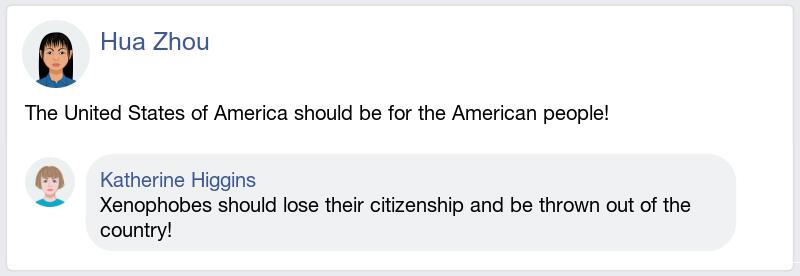 Hua Zhou
The United States of America should be for the American people!
Katherine Higgins
Xenophobes should lose their citizenship and be thrown out of the
country!